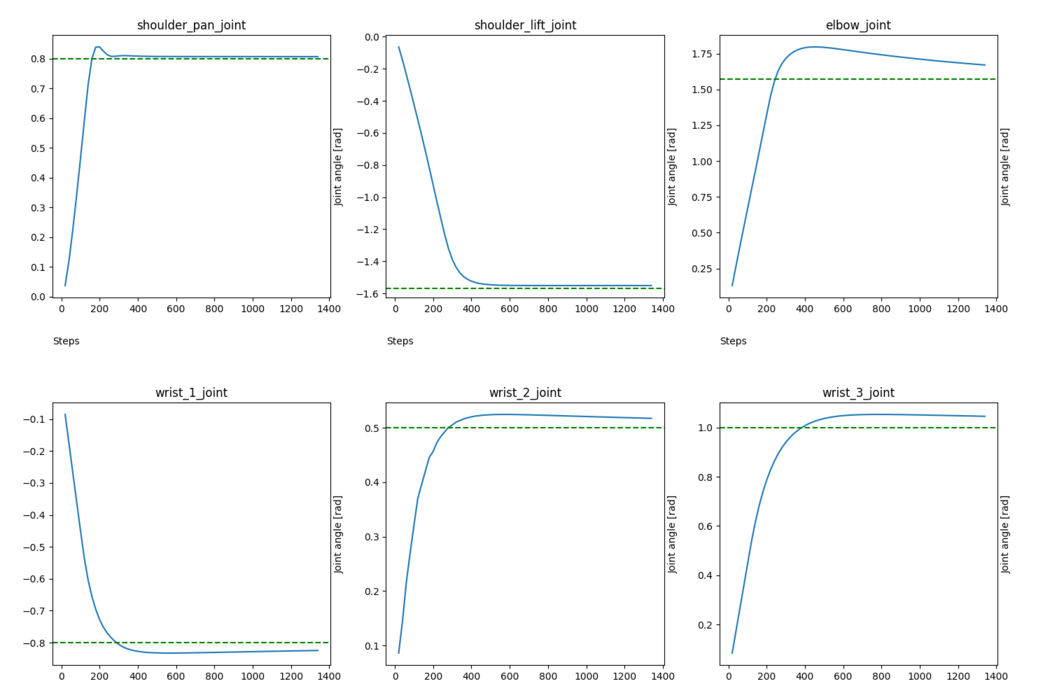 shoulder_pan_joint
0.8
0.7
0.6
0.5
0.4
0.3
0.2
0.1
0.0
0 200 400 600 800 1000 1200 1400
Steps
Joint angle [rad]
shoulder_lift_joint
0.0
−0.2
−0.4
−0.6
−0.8
−1.0
−1.2
−1.4
−1.6
0 200 400 600 800 1000 1200 1400
Steps
Joint angle [rad]
elbow_joint
1.75
1.50
1.25
1.00
0.75
0.50
0.25
0 200 400 600 800 1000 1200 1400
Steps
Joint angle [rad]
wrist_1_joint
−0.1
−0.2
−0.3
−0.4
−0.5
−0.6
−0.7
−0.8
0 200 400 600 800 1000 1200 1400
Joint angle [rad]
wrist_2_joint
0.5
0.4
0.3
0.2
0.1
0 200 400 600 800 1000 1200 1400
Joint angle [rad]
wrist_3_joint
1.0
0.8
0.6
0.4
0.2
0 200 400 600 800 1000 1200 1400
Joint angle [rad]